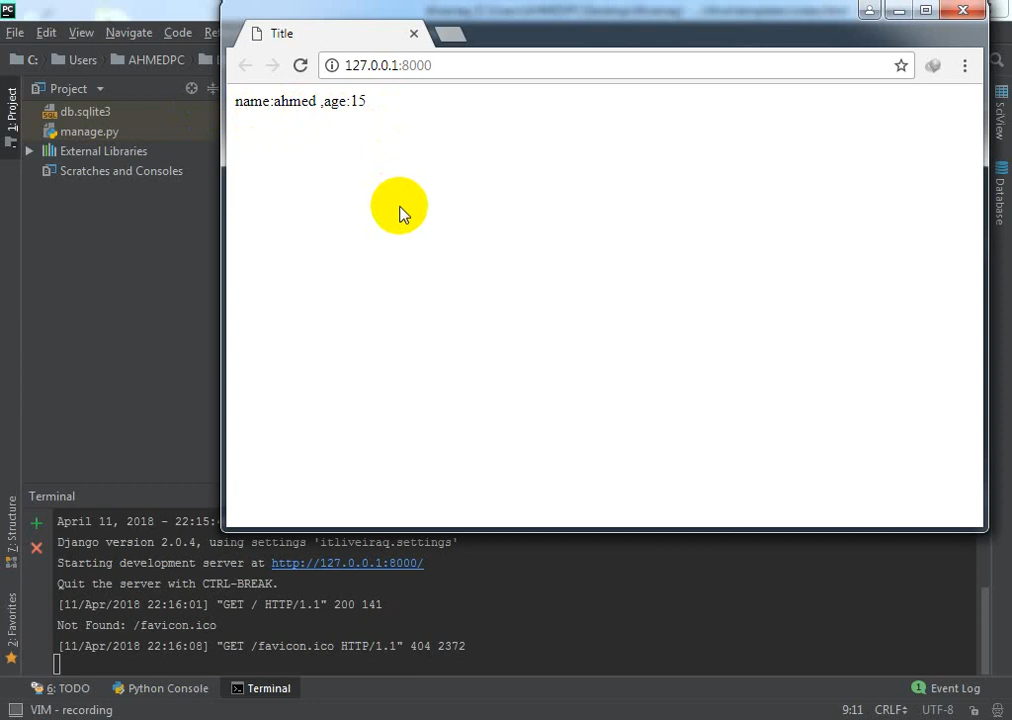 PC
File Edit View Navigate Code Re
C: Users AHMEDPC
Project
1: Project
db.sqlite3
manage.py
External Libraries
Scratches and Consoles
Title
127.0.0.1:8000
name:ahmed ,age:15
SciView
Database
7: Structure
2: Favorites
Terminal
April 11, 2018 - 22:15:
Django version 2.0.4, using settings 'itliveiraq.settings'
Starting development server at http://127.0.0.1:8000/
Quit the server with CTRL-BREAK.
[11/Apr/2018 22:16:01] "GET / HTTP/1.1" 200 141
Not Found: /favicon.ico
[11/Apr/2018 22:16:08] "GET /favicon.ico HTTP/1.1" 404 2372
6: TODO Python Console Terminal 1 Event Log
VIM - recording 9:11 CRLF UTF-8